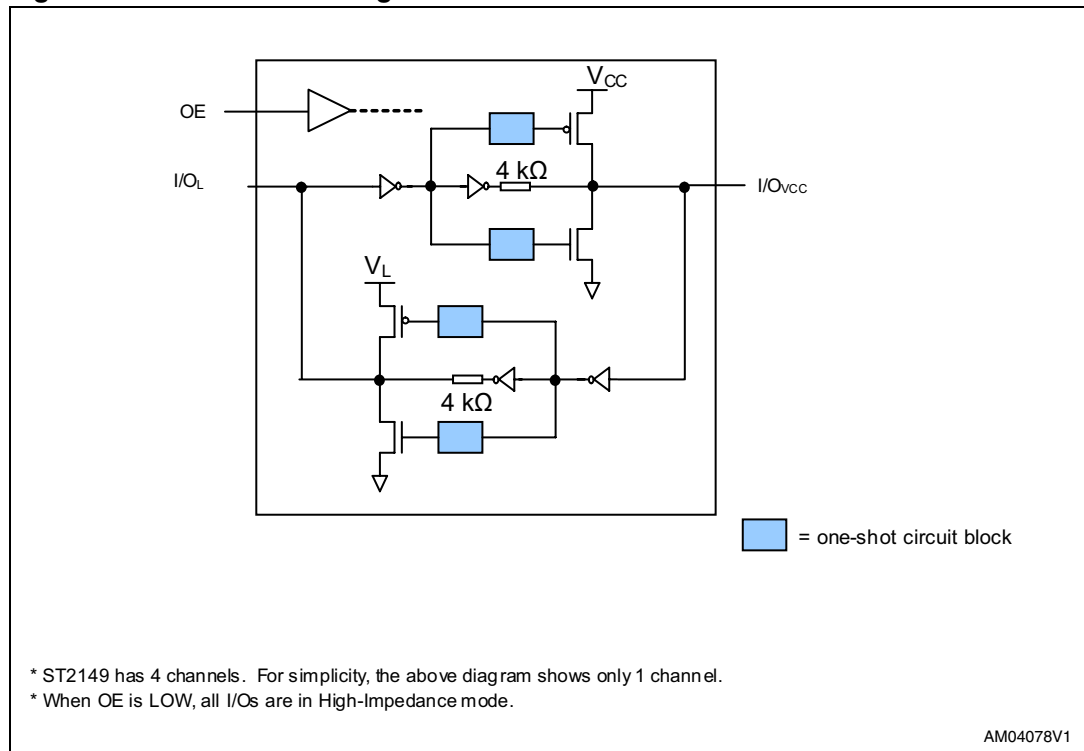 OE
I/OL
VCC
4 kΩ
I/OVCC
VL
4 kΩ
= one-shot circuit block
* ST2149 has 4 channels. For simplicity, the above diagram shows only 1 channel.
* When OE is LOW, all I/Os are in High-Impedance mode.
AM04078V1